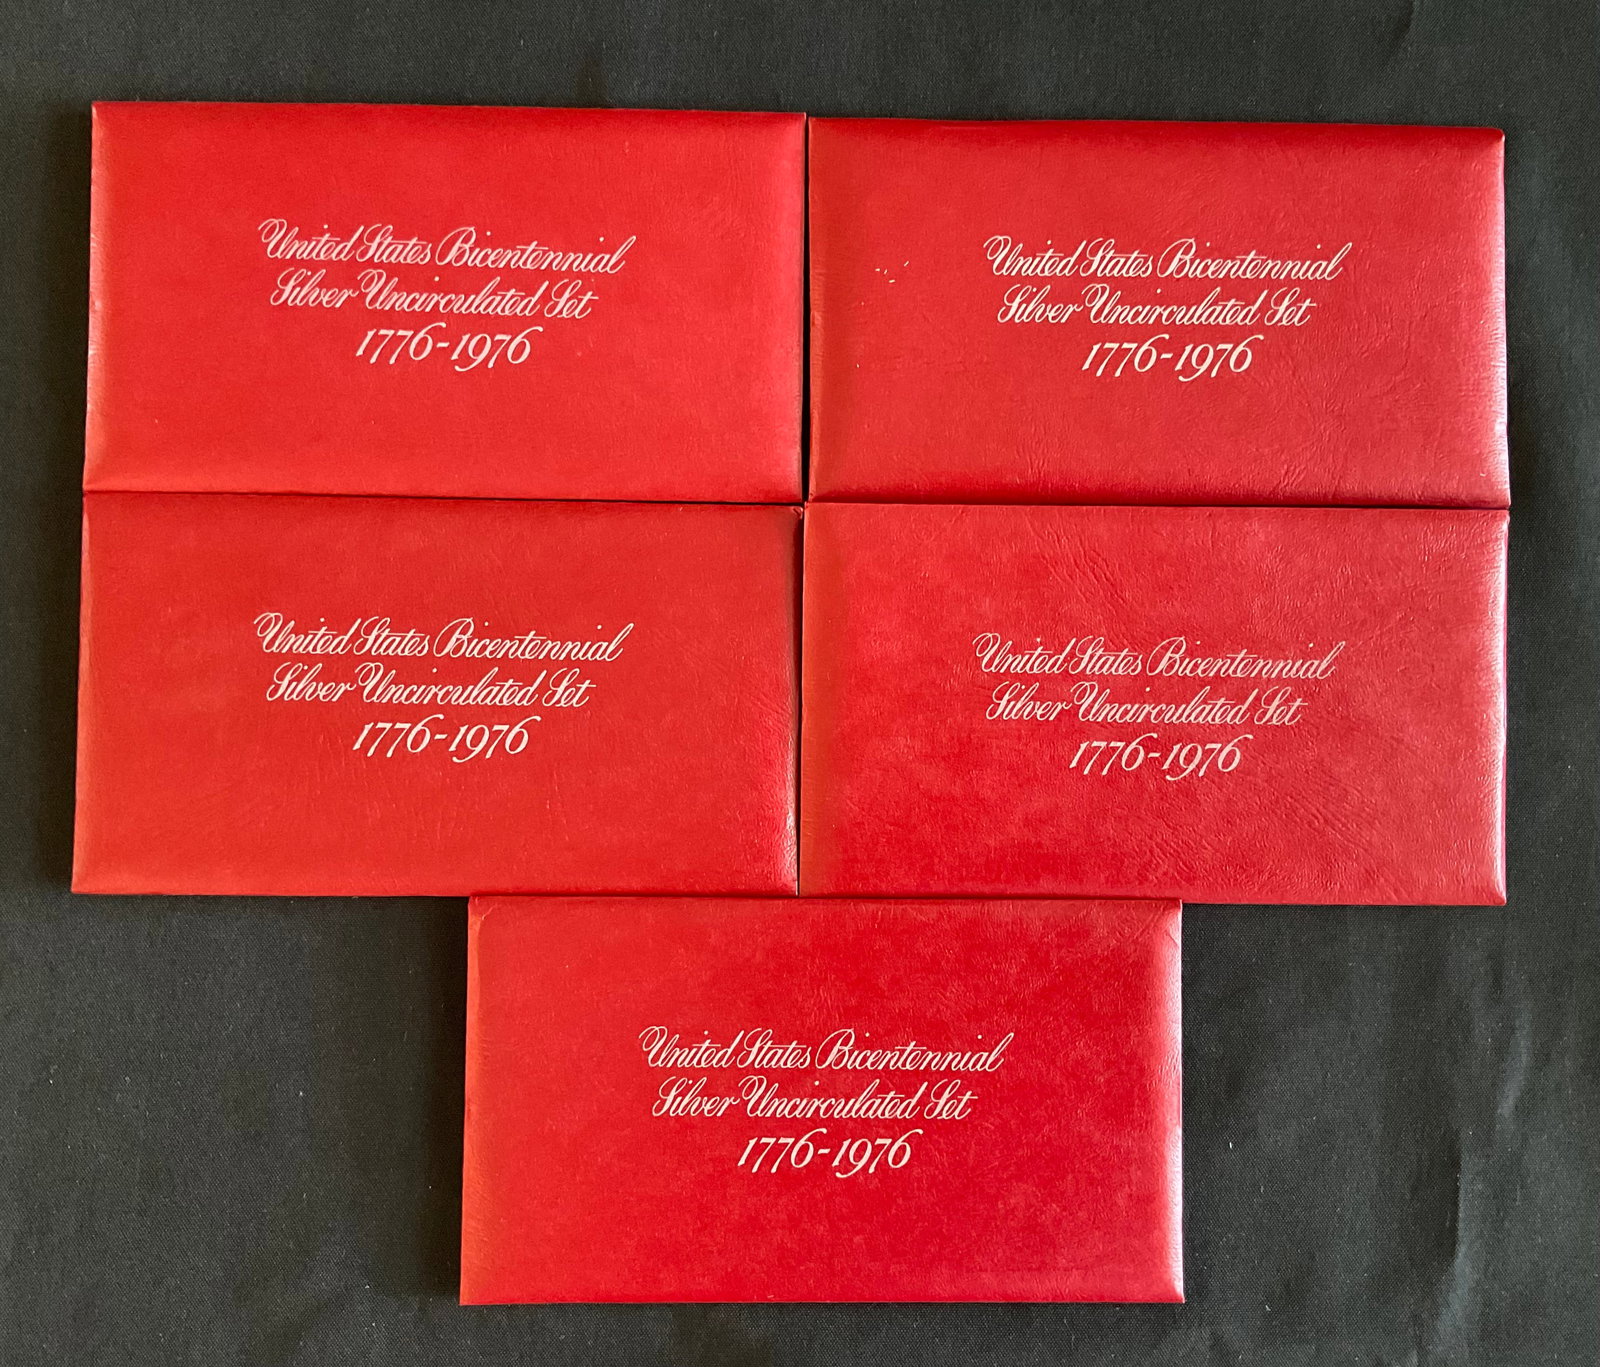 United States Bicentennial
Silver Uncirculated Set
1776-1976
United States Bicentennial
Silver Uncirculated Set
1776-1976
United States Bicentennial
Silver Uncirculated Set
1776-1976
United States Bicentennial
Silver Uncirculated Set
1776-1976
United States Bicentennial
Silver Uncirculated Set
1776-1976